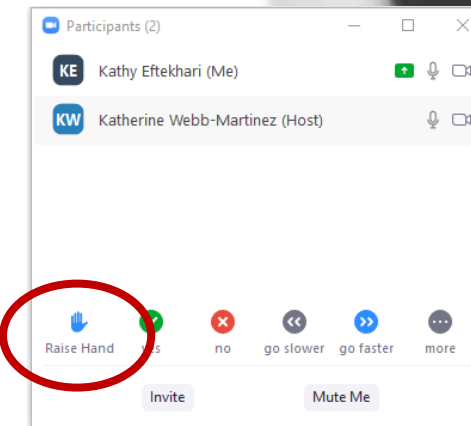 Participants (2)
KE Kathy Eftekhari (Me)
KW Katherine Webb-Martinez (Host)
Raise Hand yes no go slower go faster more
Invite Mute Me